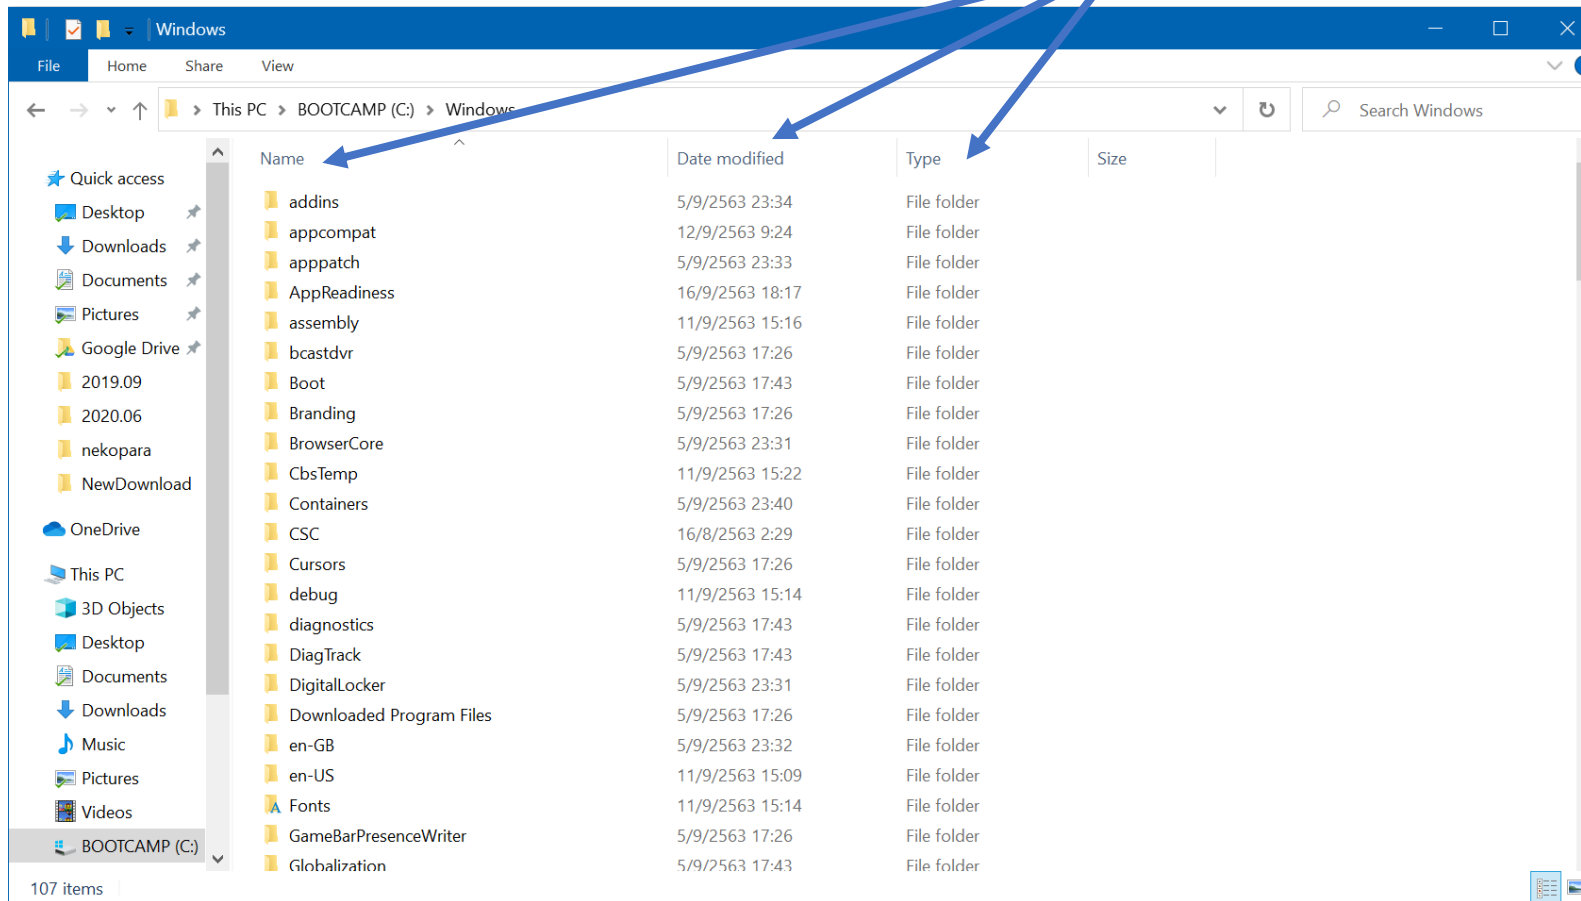 Windows
File Home Share View
This PC > BOOTCAMP (C:) > Windows
Search Windows
Name Date modified Type Size
Quick access
Desktop
Downloads
Documents
Pictures
Google Drive
2019.09
2020.06
nekopara
NewDownload
OneDrive
This PC
3D Objects
Desktop
Documents
Downloads
Music
Pictures
Videos
BOOTCAMP (C:)
addins 5/9/2563 23:34 File folder
appcompat 12/9/2563 9:24 File folder
apppatch 5/9/2563 23:33 File folder
AppReadiness 16/9/2563 18:17 File folder
assembly 11/9/2563 15:16 File folder
bcastdvr 5/9/2563 17:26 File folder
Boot 5/9/2563 17:43 File folder
Branding 5/9/2563 17:26 File folder
BrowserCore 5/9/2563 23:31 File folder
CbsTemp 11/9/2563 15:22 File folder
Containers 5/9/2563 23:40 File folder
CSC 16/8/2563 2:29 File folder
Cursors 5/9/2563 17:26 File folder
debug 11/9/2563 15:14 File folder
diagnostics 5/9/2563 17:43 File folder
DiagTrack 5/9/2563 17:43 File folder
DigitalLocker 5/9/2563 23:31 File folder
Downloaded Program Files 5/9/2563 17:26 File folder
en-GB 5/9/2563 23:32 File folder
en-US 11/9/2563 15:09 File folder
Fonts 11/9/2563 15:14 File folder
GameBarPresenceWriter 5/9/2563 17:26 File folder
Globalization 5/9/2563 17:43 File folder
107 items